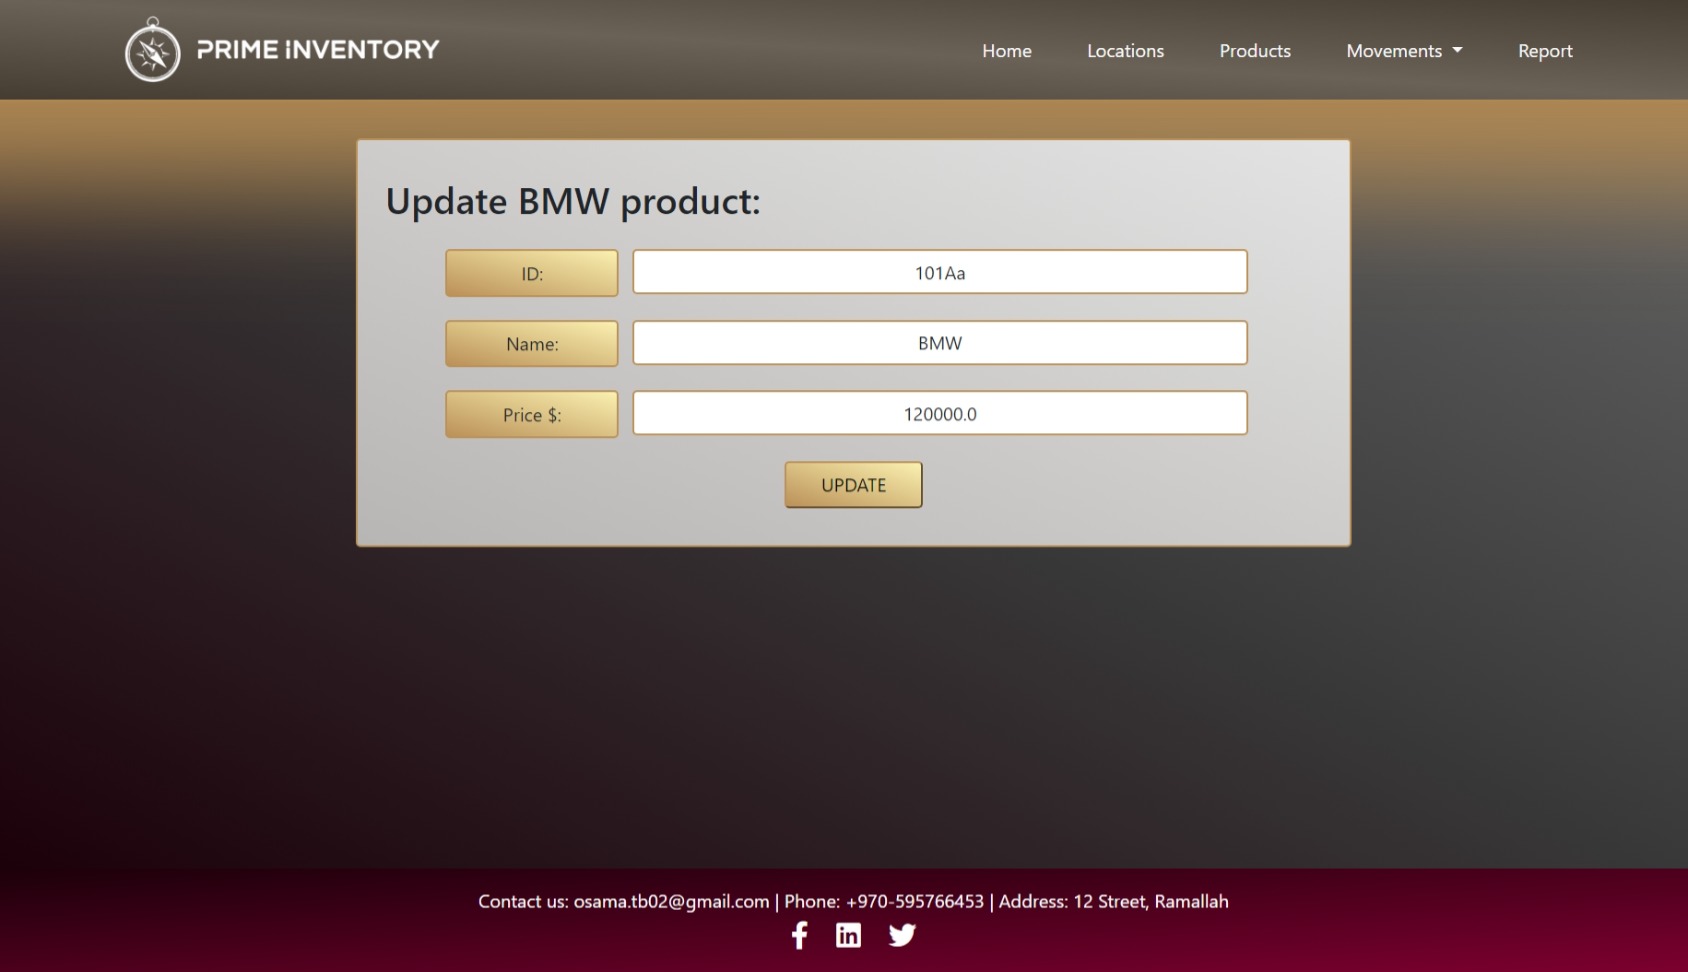 PRIME iNVENTORY
Home Locations Products Movements Report
Update BMW product:
ID: 101Aa
Name: BMW
Price $: 120000.0
UPDATE
Contact us: osama.tb02@gmail.com | Phone: +970-595766453 | Address: 12 Street, Ramallah